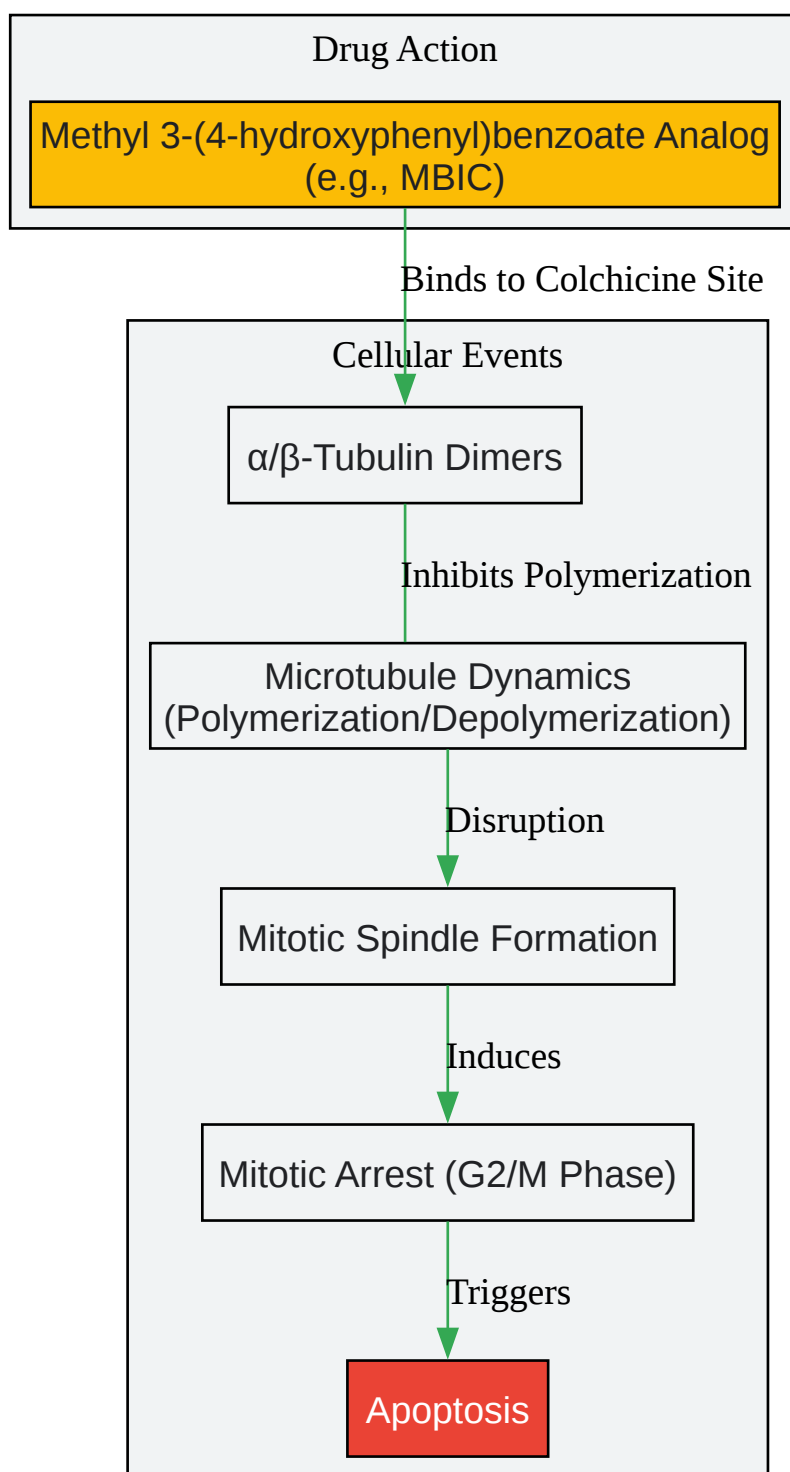 Drug Action
Methyl 3-(4-hydroxyphenyl)benzoate Analog
(e.g., MBIC)
Binds to Colchicine Site
Cellular Events
α/β-Tubulin Dimers
Inhibits Polymerization
Microtubule Dynamics
(Polymerization/Depolymerization)
Disruption
Mitotic Spindle Formation
Induces
Mitotic Arrest (G2/M Phase)
Triggers
Apoptosis